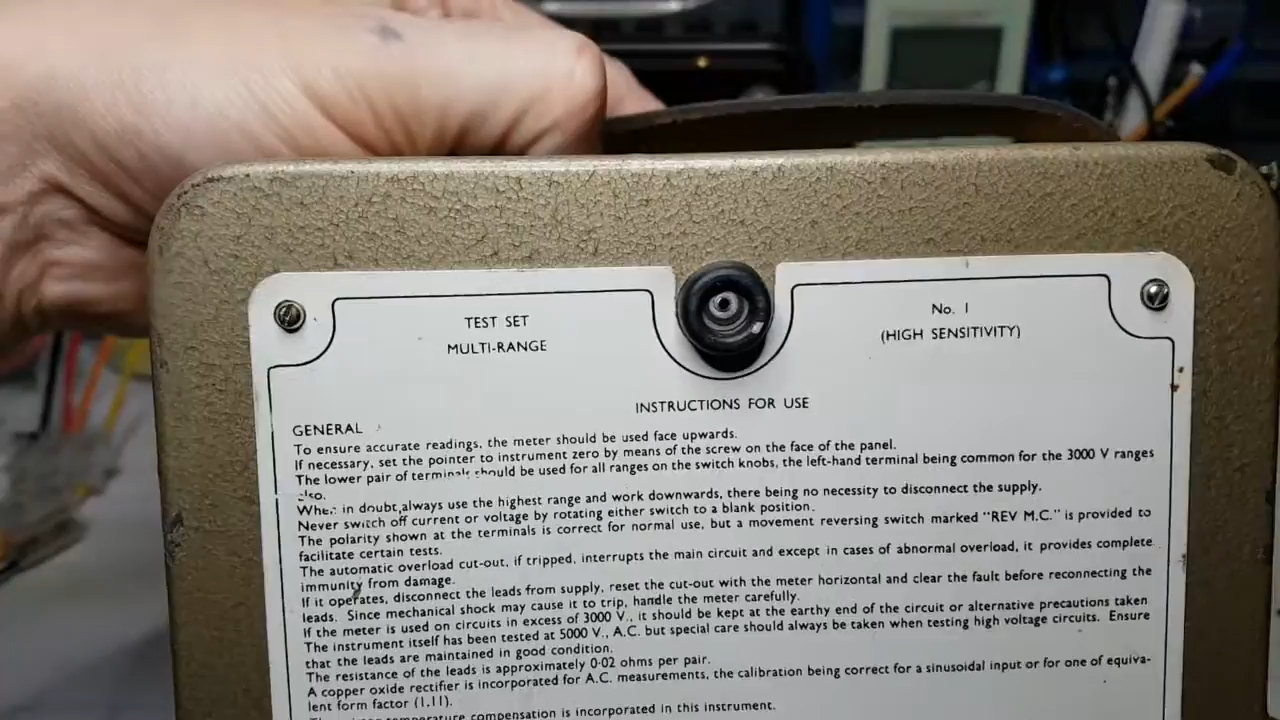 TEST SET
MULTI-RANGE
No. 1
(HIGH SENSITIVITY)
INSTRUCTIONS FOR USE
GENERAL
To ensure accurate readings, the meter should be used face upwards.
If necessary, set the pointer to instrument zero by means of the screw on the face of the panel.
The lower pair of terminals should be used for all ranges on the switch knobs, the left-hand terminal being common for the 3000 V ranges
also.
When in doubt, always use the highest range and work downwards, there being no necessity to disconnect the supply.
Never switch off current or voltage by rotating either switch to a blank position.
The polarity shown at the terminals is correct for normal use, but a movement reversing switch marked "REV M.C." is provided to
facilitate certain tests.
The automatic overload cut-out, if tripped, interrupts the main circuit and except in cases of abnormal overload, it provides complete
immunity from damage.
If it operates, disconnect the leads from supply, reset the cut-out with the meter horizontal and clear the fault before reconnecting the
leads. Since mechanical shock may cause it to trip, handle the meter carefully.
If the meter is used on circuits in excess of 3000 V., it should be kept at the earthy end of the circuit or alternative precautions taken
The instrument itself has been tested at 5000 V., A.C. but special care should always be taken when testing high voltage circuits. Ensure
that the leads are maintained in good condition.
The resistance of the leads is approximately 0·02 ohms per pair.
A copper oxide rectifier is incorporated for A.C. measurements, the calibration being correct for a sinusoidal input or for one of equiva-
lent form factor (1.11).
temperature compensation is incorporated in this instrument.